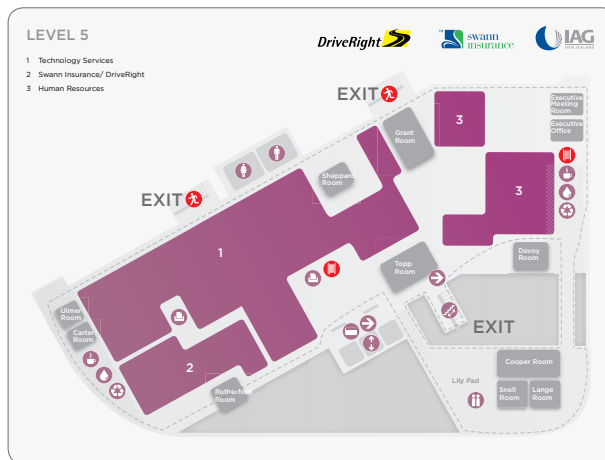 LEVEL 5
DriveRight
swann
insurance
IAG
NEW ZEALAND
1 Technology Services
2 Swann Insurance/ DriveRight
3 Human Resources
EXIT
Executive
Meeting
Room
Executive
Office
3
Grant
Room
Sheppard
Room
3
EXIT
1
Devoy
Room
Topp
Room
Ulmer
Room
Carter
Room
EXIT
2
Cooper Room
Lily Pad
Snell
Room
Lange
Room
Rutherford
Room